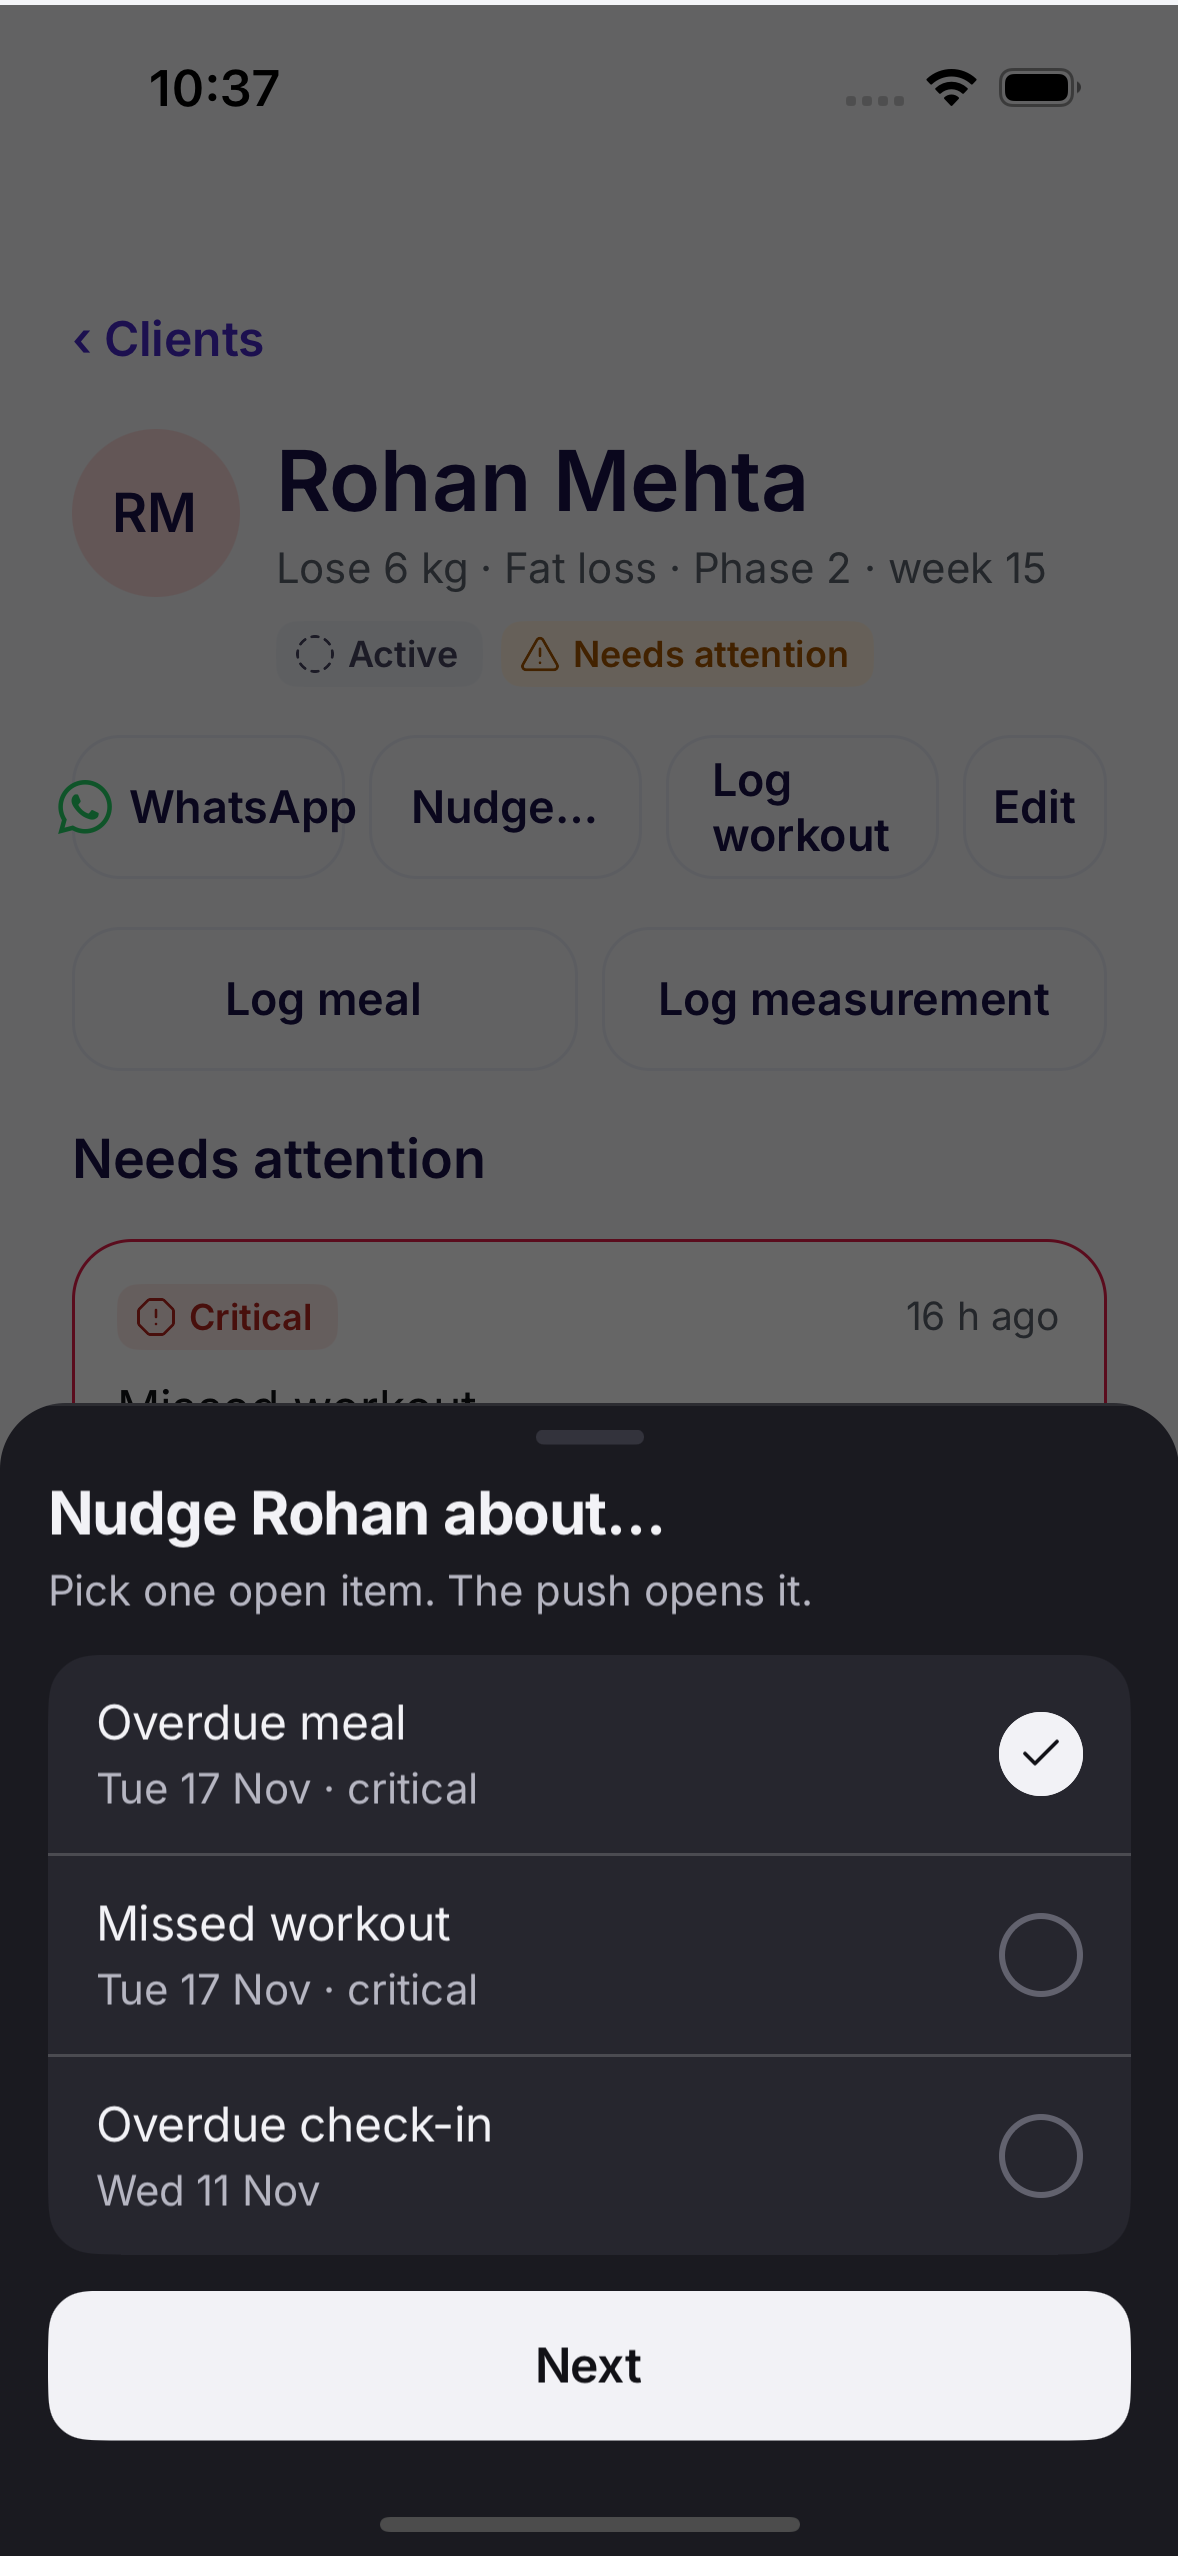 10:37
‹ Clients
RM
Rohan Mehta
Lose 6 kg · Fat loss · Phase 2 · week 15
Active
Needs attention
WhatsApp
Nudge...
Log
workout
Edit
Log meal
Log measurement
Needs attention
Critical
16 h ago
Missed workout
Nudge Rohan about...
Pick one open item. The push opens it.
Overdue meal
Tue 17 Nov · critical
Missed workout
Tue 17 Nov · critical
Overdue check-in
Wed 11 Nov
Next